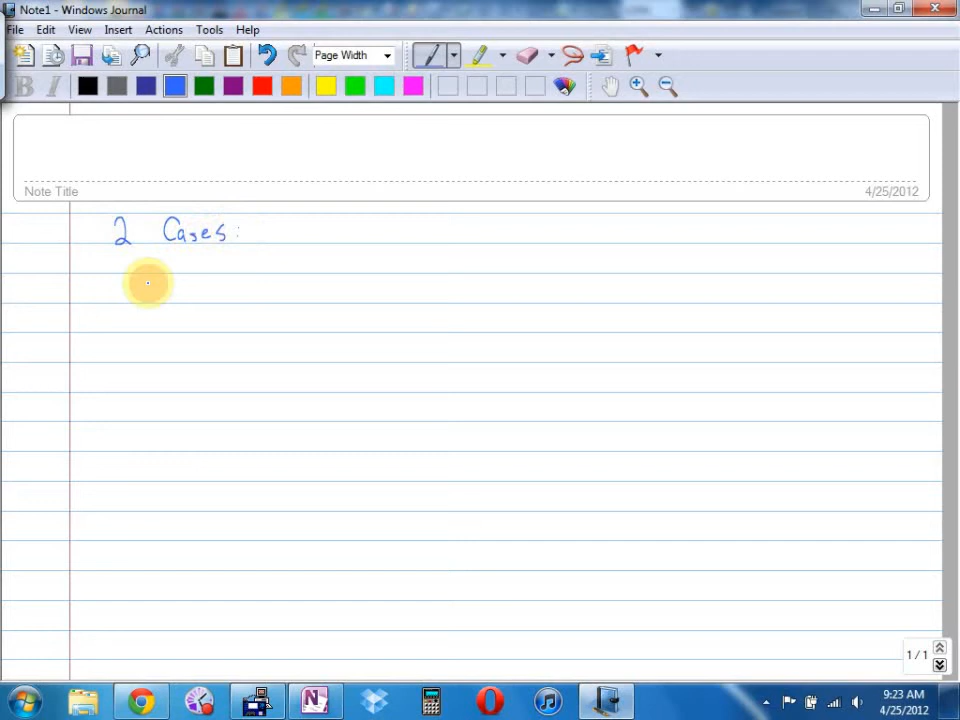 Note1 - Windows Journal
File Edit View Insert Actions Tools Help
Page Width
B I
Note Title 4/25/2012
2 Cases:
1 / 1
9:23 AM
4/25/2012